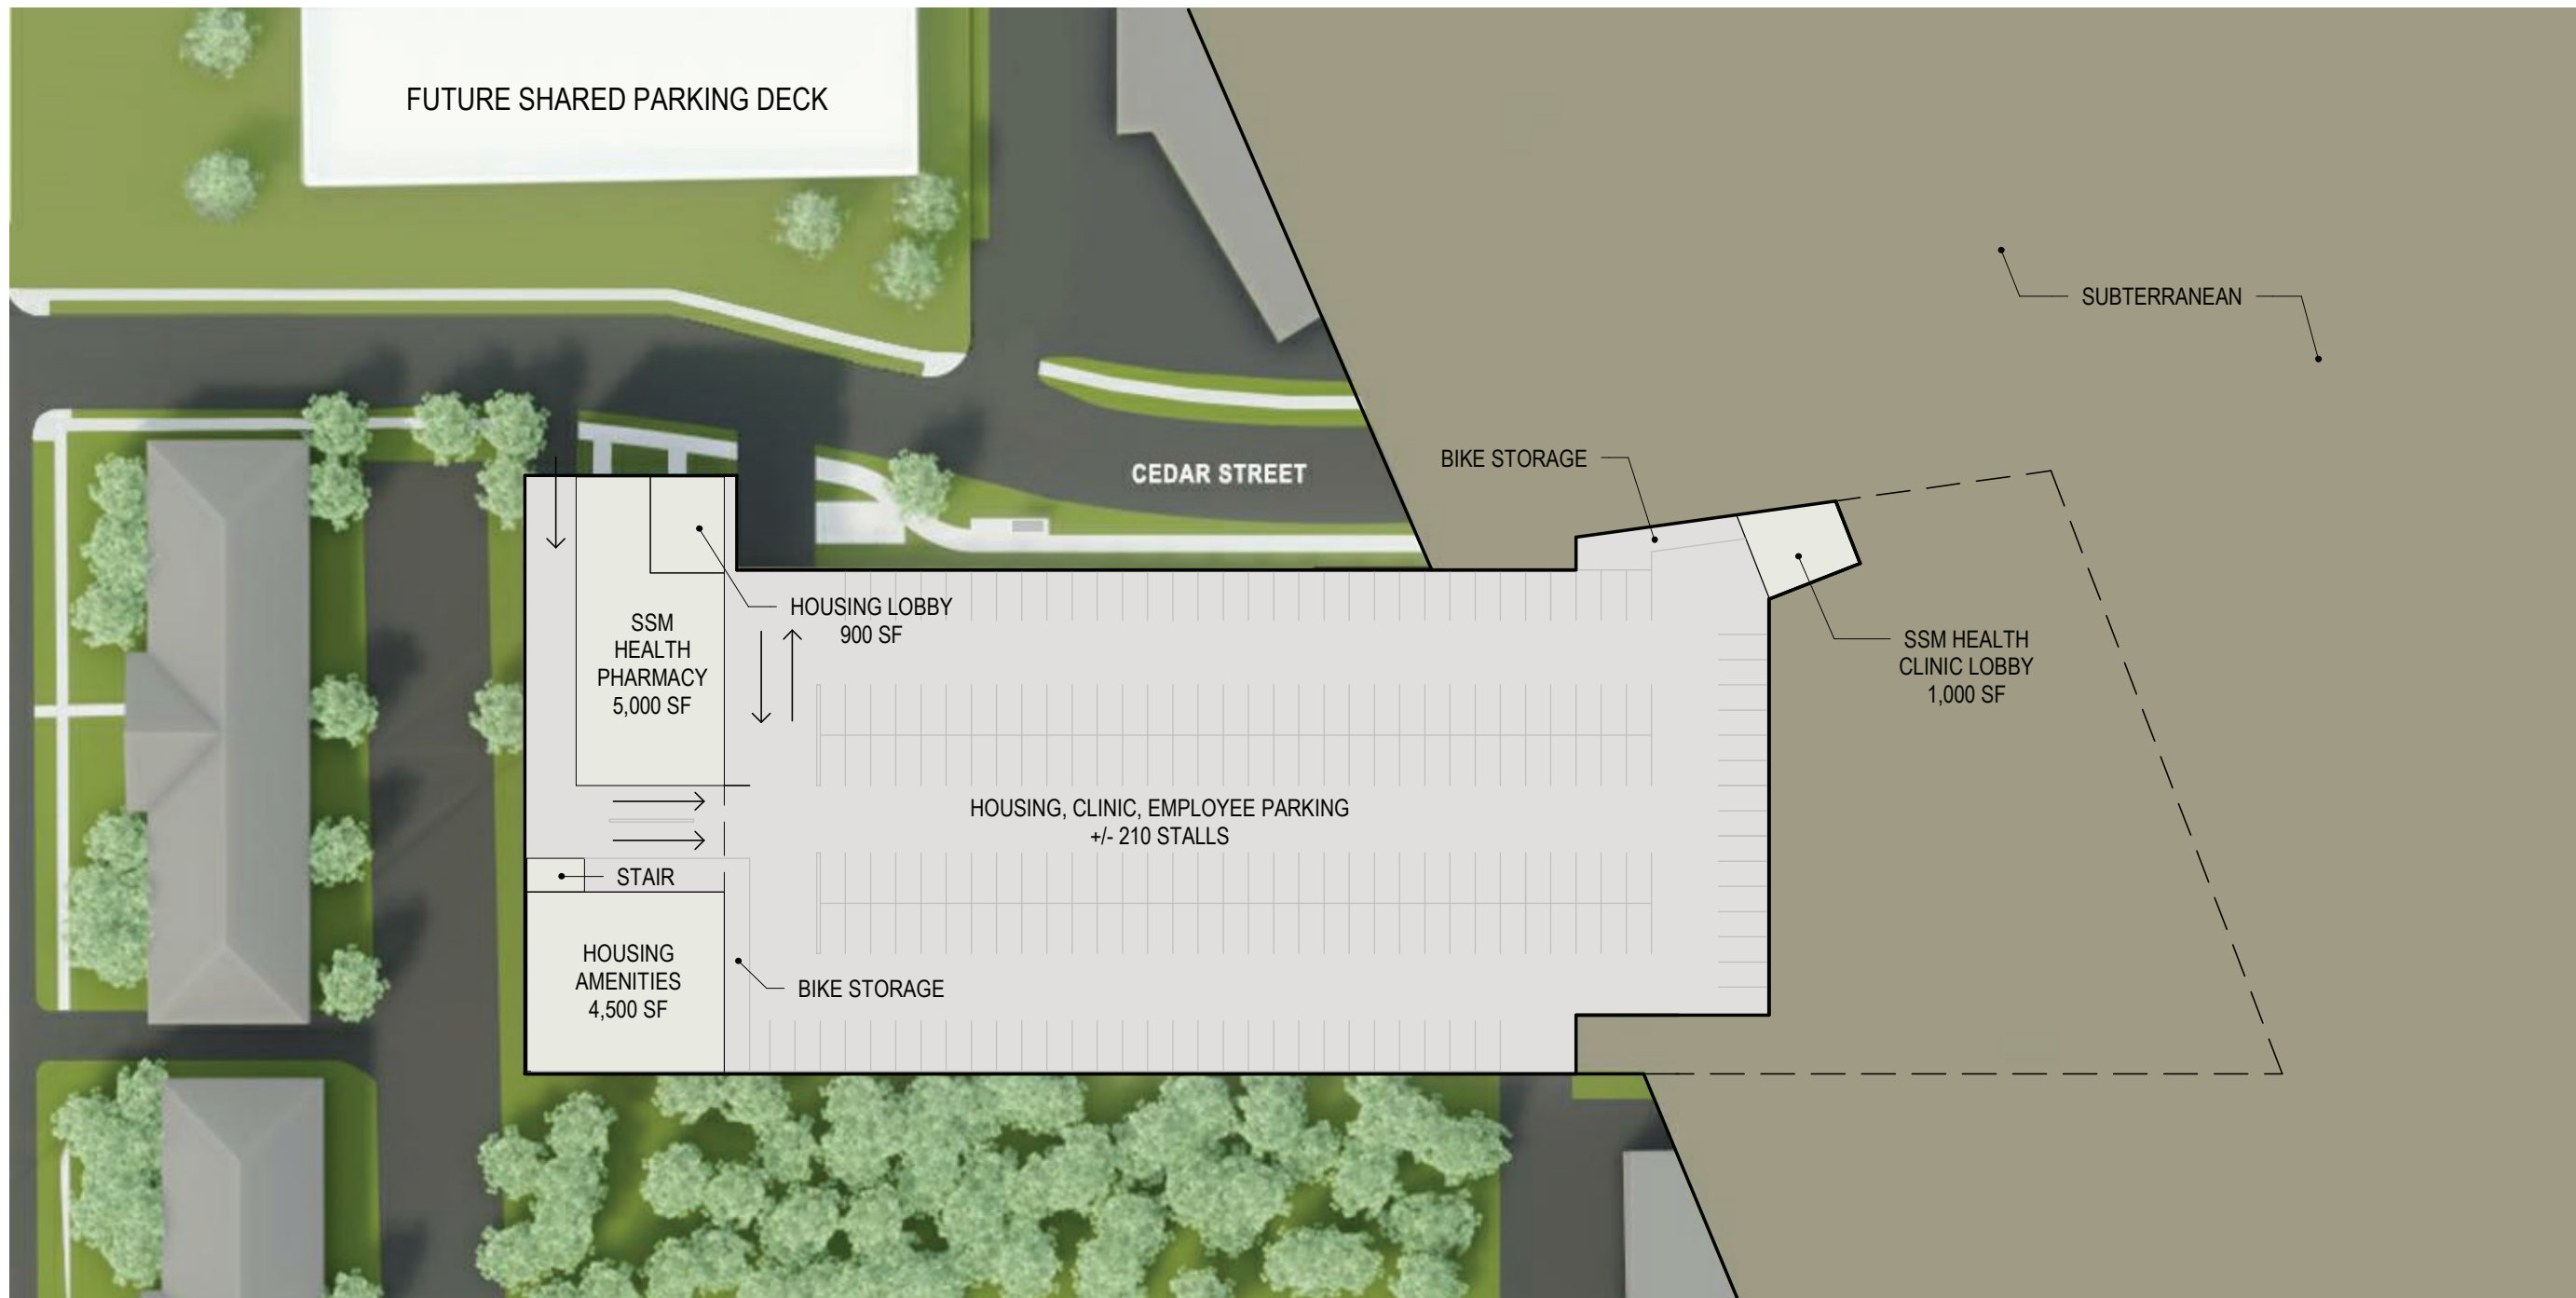 FUTURE SHARED PARKING DECK
SUBTERRANEAN
BIKE STORAGE
CEDAR STREET
HOUSING LOBBY
900 SF
SSM
HEALTH
PHARMACY
5,000 SF
SSM HEALTH
CLINIC LOBBY
1,000 SF
HOUSING, CLINIC, EMPLOYEE PARKING
+/- 210 STALLS
STAIR
HOUSING
AMENITIES
4,500 SF
BIKE STORAGE